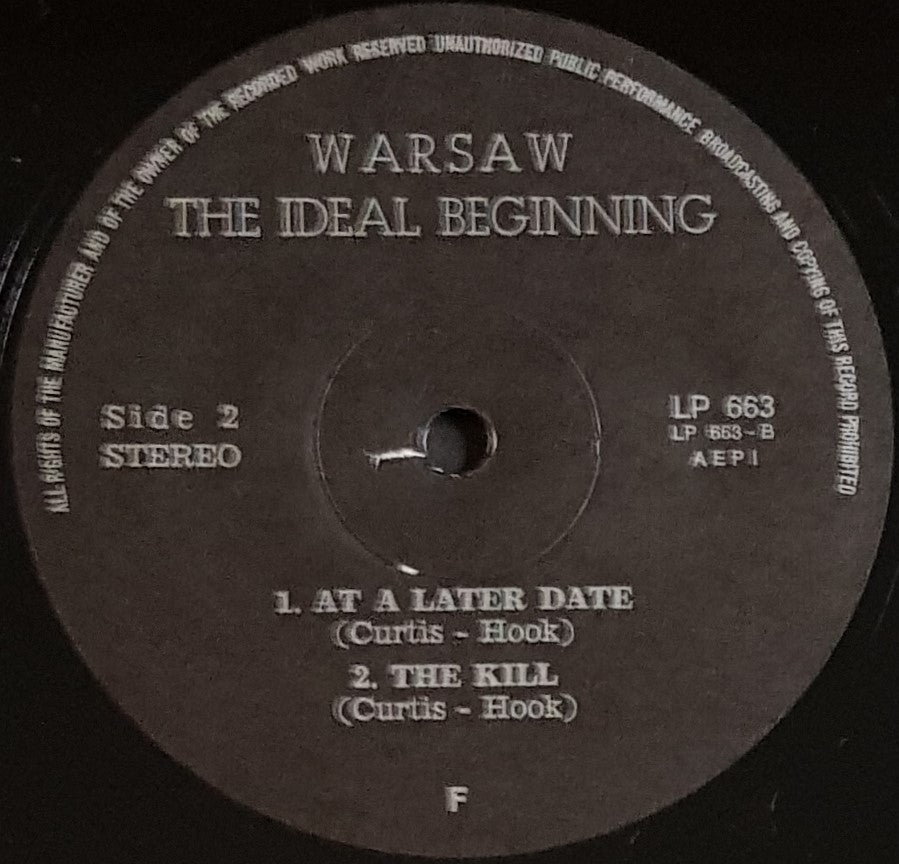 ALL RIGHTS OF THE MANUFACTURER AND OF THE OWNER OF THE RECORDED WORK RESERVED UNAUTHORIZED PUBLIC PERFORMANCE BROADCASTING AND COPYING OF THIS RECORD PROHIBITED
WARSAW
THE IDEAL BEGINNING
Side 2
STEREO
LP 663
LP 663-B
AEPI
1. AT A LATER DATE
(Curtis - Hook)
2. THE KILL
(Curtis - Hook)
F